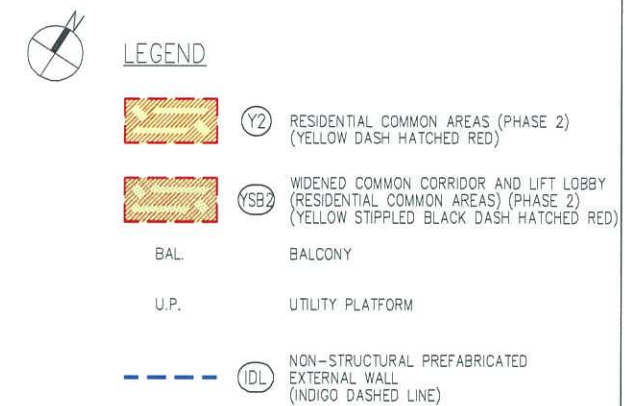 N
LEGEND
Y2 RESIDENTIAL COMMON AREAS (PHASE 2)
(YELLOW DASH HATCHED RED)
YSB2 WIDENED COMMON CORRIDOR AND LIFT LOBBY
(RESIDENTIAL COMMON AREAS) (PHASE 2)
(YELLOW STIPPLED BLACK DASH HATCHED RED)
BAL. BALCONY
U.P. UTILITY PLATFORM
IDL NON-STRUCTURAL PREFABRICATED
EXTERNAL WALL
(INDIGO DASHED LINE)